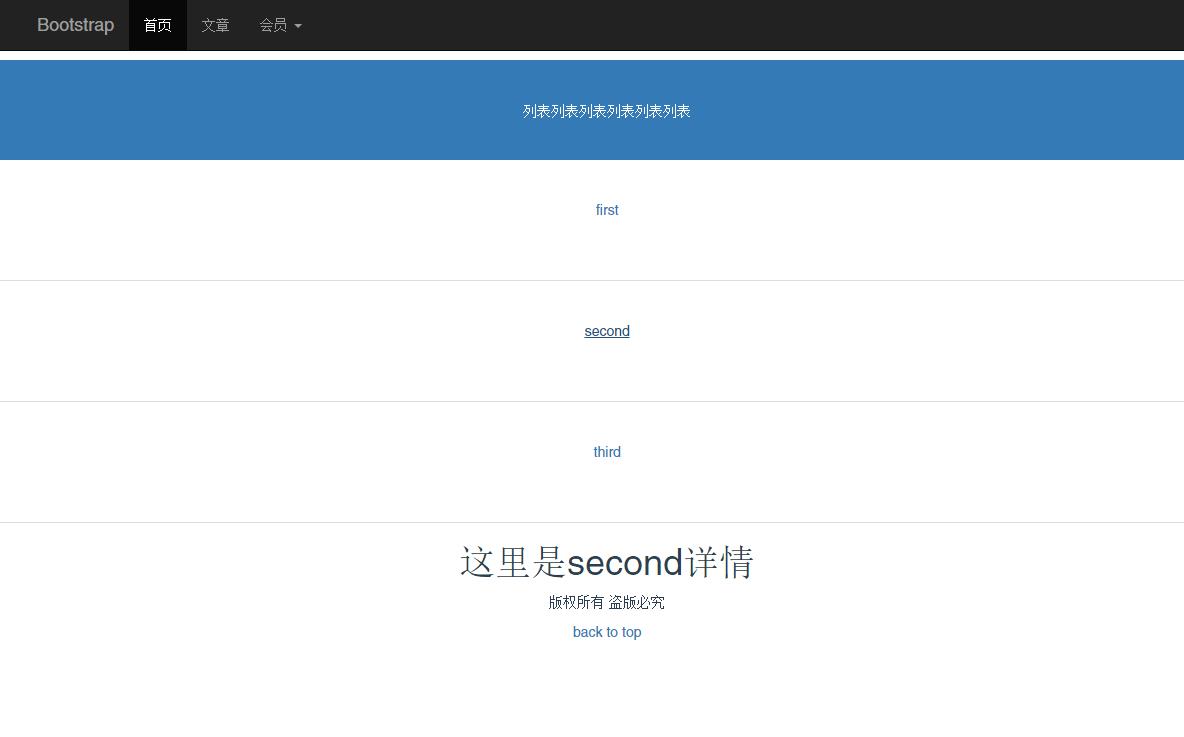 Bootstrap 首页 文章 会员
列表列表列表列表列表列表
first
second
third
这里是second详情
版权所有 盗版必究
back to top